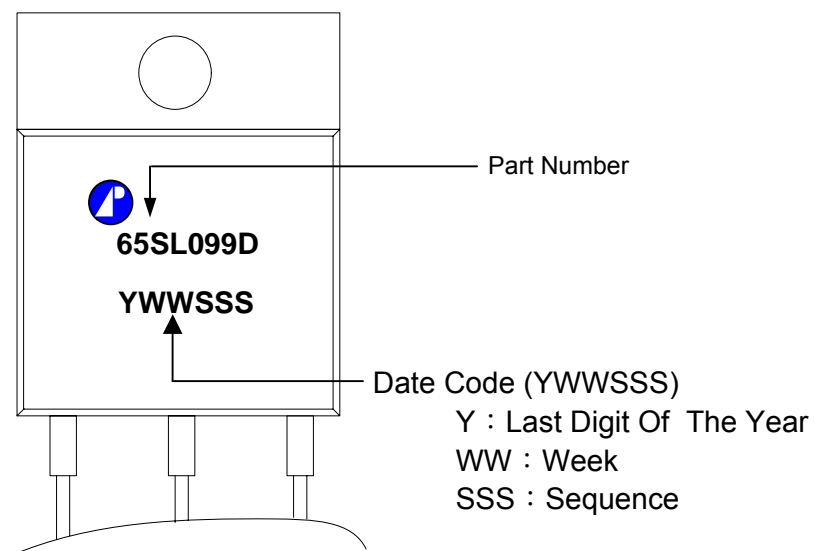 Part Number
65SL099D
YWWSSS
Date Code (YWWSSS)
Y：Last Digit Of The Year
WW：Week
SSS：Sequence